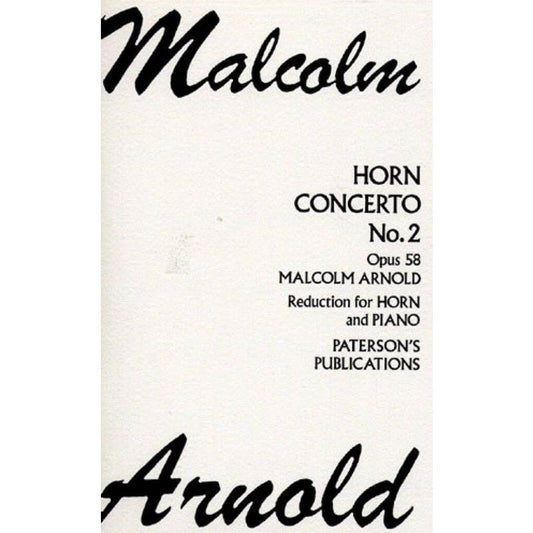 Malcolm
HORN
CONCERTO
No. 2
Opus 58
MALCOLM ARNOLD
Reduction for HORN
and PIANO
PATERSON'S
PUBLICATIONS
Arnold